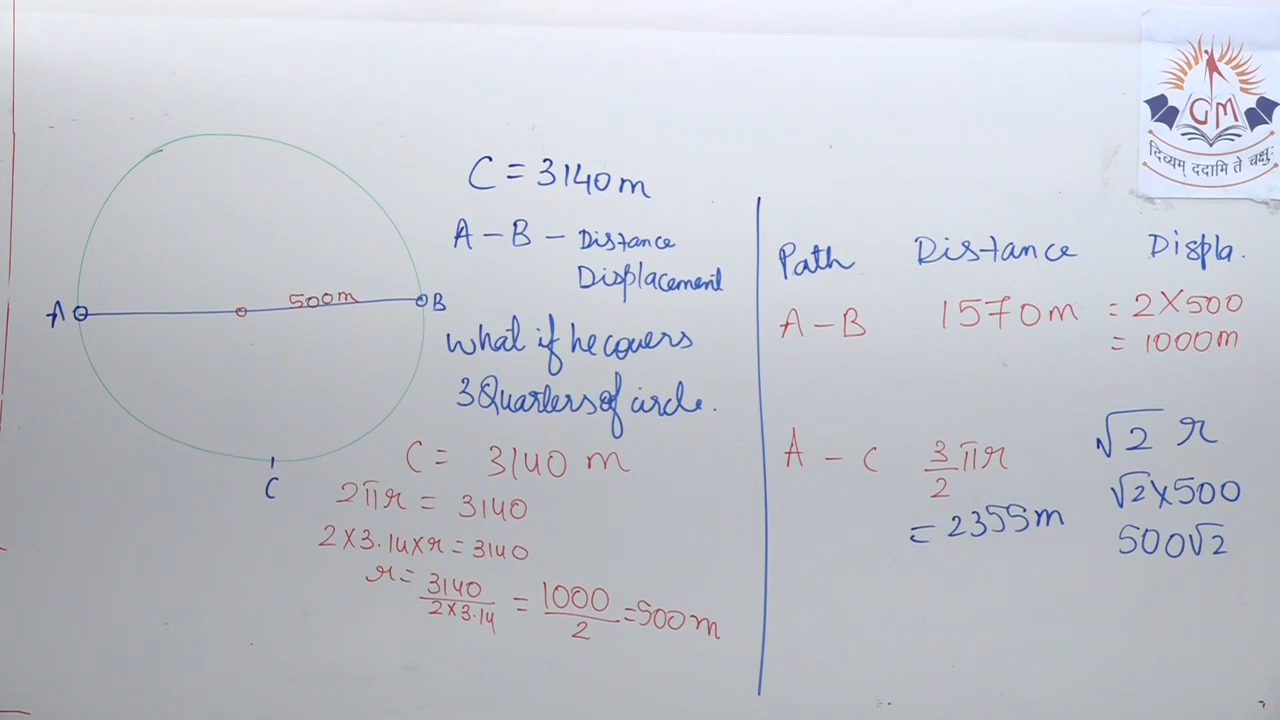 C = 3140m
A - B - Distance
Displacement
A
500m
B
What if he covers
3 Quarters of circle.
C
C = 3140 m
2πr = 3140
2×3.14×r = 3140
r = 3140/2×3.14 = 1000/2 = 500m
Path Distance Displa.
A - B 1570m = 2×500
= 1000m
A - C 3/2 πr √2 r
= 2355m √2×500
500√2
GM
दिव्यम् ददामि ते चक्षुः